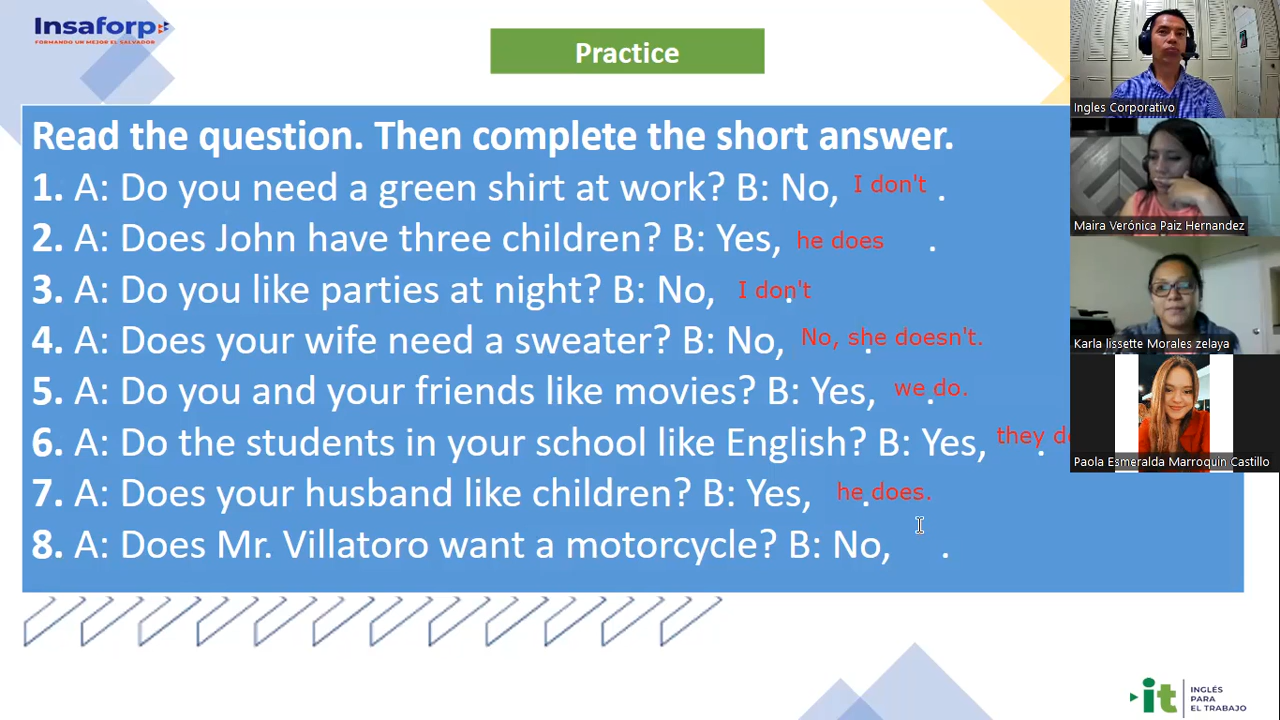 Insaforp
FORMANDO UN MEJOR EL SALVADOR
Practice
Read the question. Then complete the short answer.
1. A: Do you need a green shirt at work? B: No, I don't .
2. A: Does John have three children? B: Yes, he does .
3. A: Do you like parties at night? B: No, I don't.
4. A: Does your wife need a sweater? B: No, No, she doesn't. .
5. A: Do you and your friends like movies? B: Yes, we do. .
6. A: Do the students in your school like English? B: Yes, they do .
7. A: Does your husband like children? B: Yes, he does. .
8. A: Does Mr. Villatoro want a motorcycle? B: No, .
Ingles Corporativo
Maira Verónica Paiz Hernandez
Karla lissette Morales zelaya
Paola Esmeralda Marroquin Castillo
it INGLÉS
PARA
EL TRABAJO